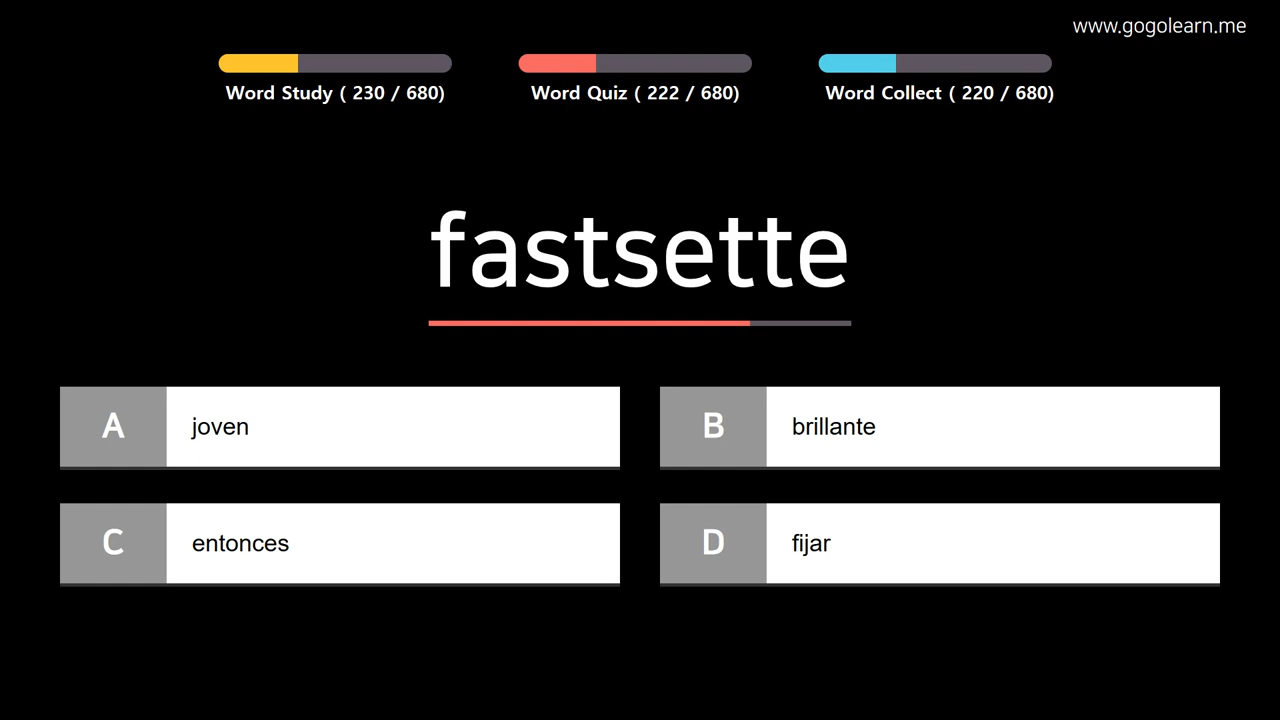 www.gogolearn.me
Word Study ( 230 / 680)
Word Quiz ( 222 / 680)
Word Collect ( 220 / 680)
fastsette
A joven
B brillante
C entonces
D fijar